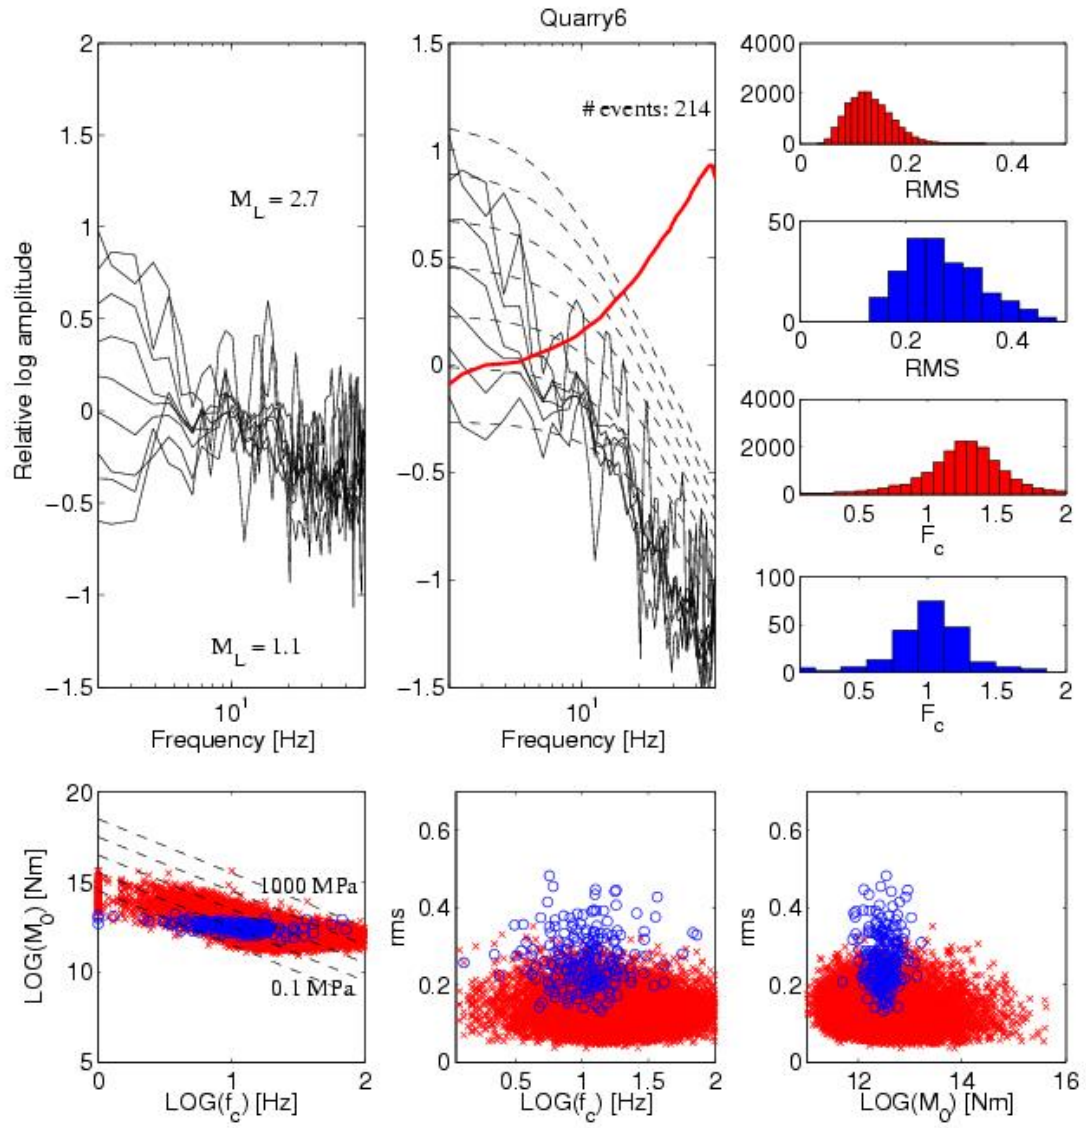 Quarry6
2
1.5
1
0.5
0
−0.5
−1
−1.5
Relative log amplitude
M_L = 2.7
M_L = 1.1
10^1
Frequency [Hz]
1.5
1
0.5
0
−0.5
−1
−1.5
# events: 214
10^1
Frequency [Hz]
4000
2000
0
0 0.2 0.4
RMS
50
0
0 0.2 0.4
RMS
4000
2000
0
0.5 1 1.5 2
F_c
100
50
0
0.5 1 1.5 2
F_c
20
15
10
5
LOG(M_0) [Nm]
1000 MPa
0.1 MPa
0 1 2
LOG(f_c) [Hz]
0.6
0.4
0.2
0
rms
0.5 1 1.5 2
LOG(f_c) [Hz]
0.6
0.4
0.2
0
rms
12 14 16
LOG(M_0) [Nm]